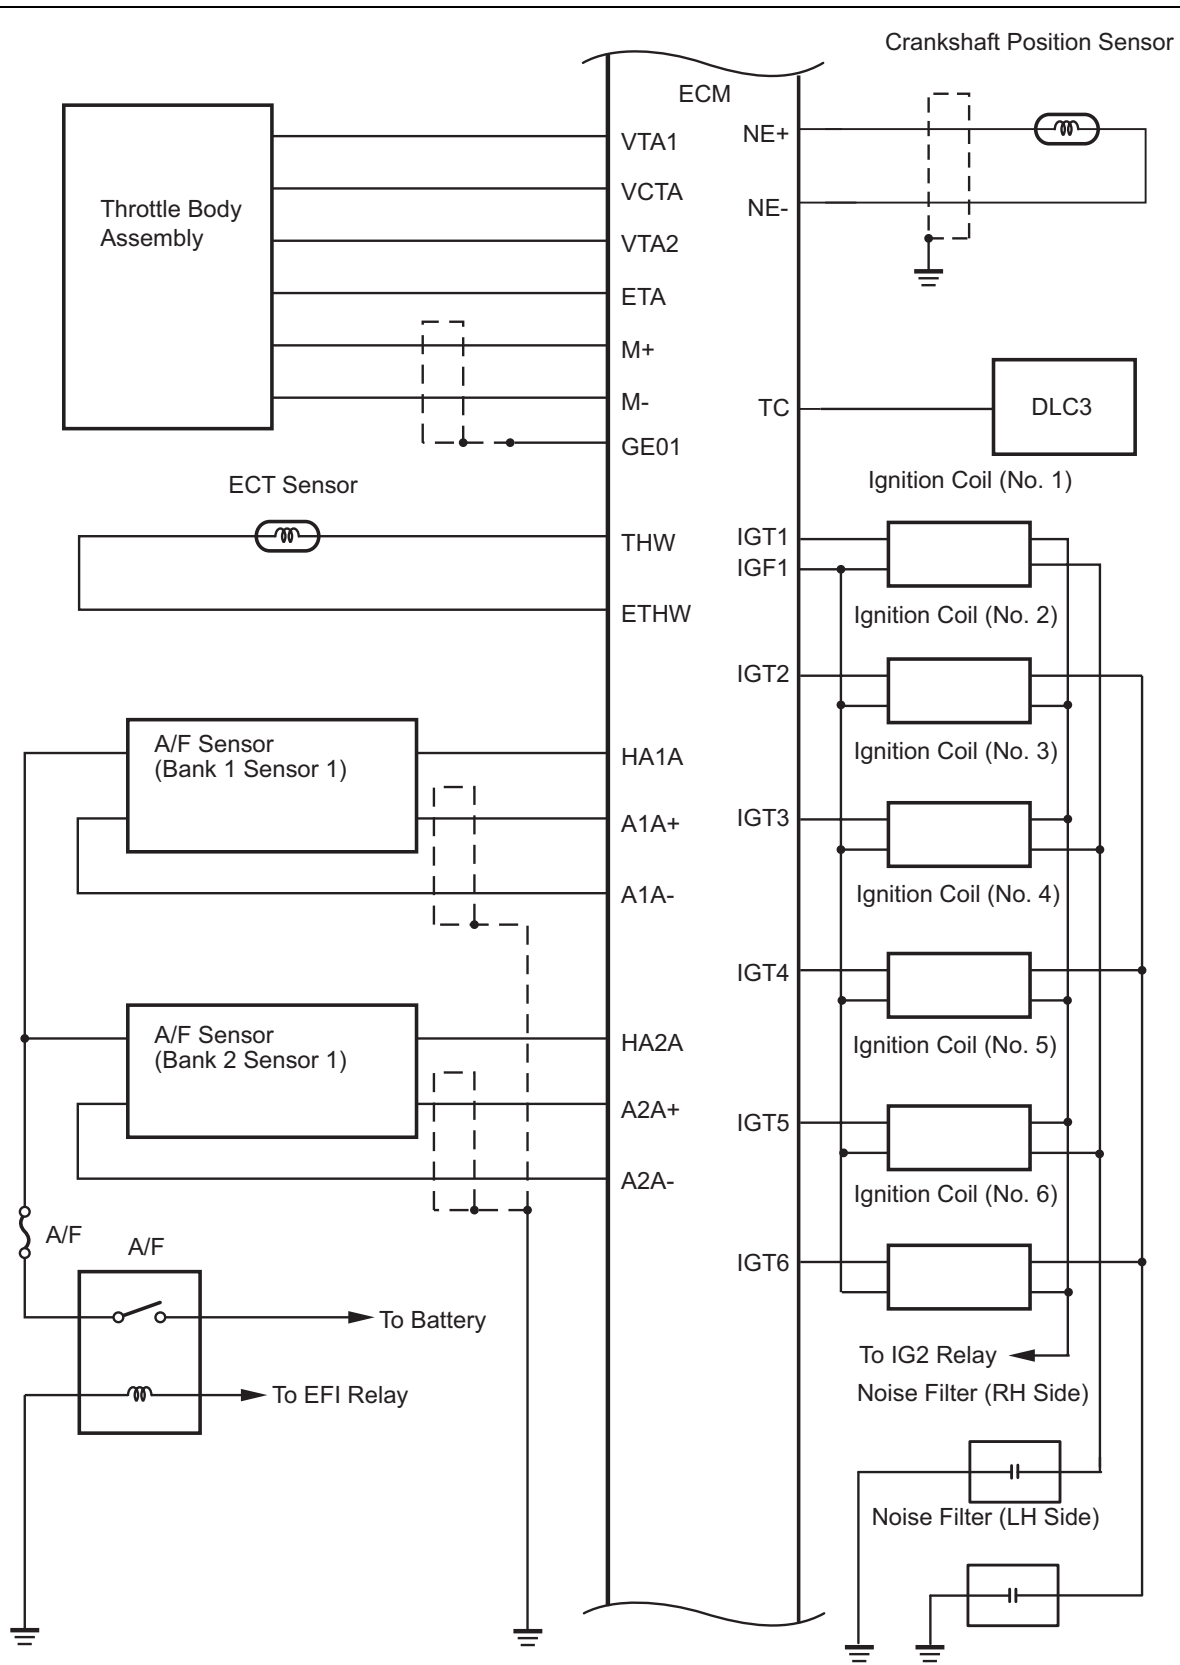 Crankshaft Position Sensor
ECM
Throttle Body
Assembly
VTA1
VCTA
VTA2
ETA
M+
M-
GE01
NE+
NE-
TC
DLC3
ECT Sensor
THW
ETHW
Ignition Coil (No. 1)
IGT1
IGF1
Ignition Coil (No. 2)
IGT2
Ignition Coil (No. 3)
IGT3
Ignition Coil (No. 4)
IGT4
Ignition Coil (No. 5)
IGT5
Ignition Coil (No. 6)
IGT6
A/F Sensor
(Bank 1 Sensor 1)
HA1A
A1A+
A1A-
A/F Sensor
(Bank 2 Sensor 1)
HA2A
A2A+
A2A-
A/F
A/F
To Battery
To EFI Relay
To IG2 Relay
Noise Filter (RH Side)
Noise Filter (LH Side)